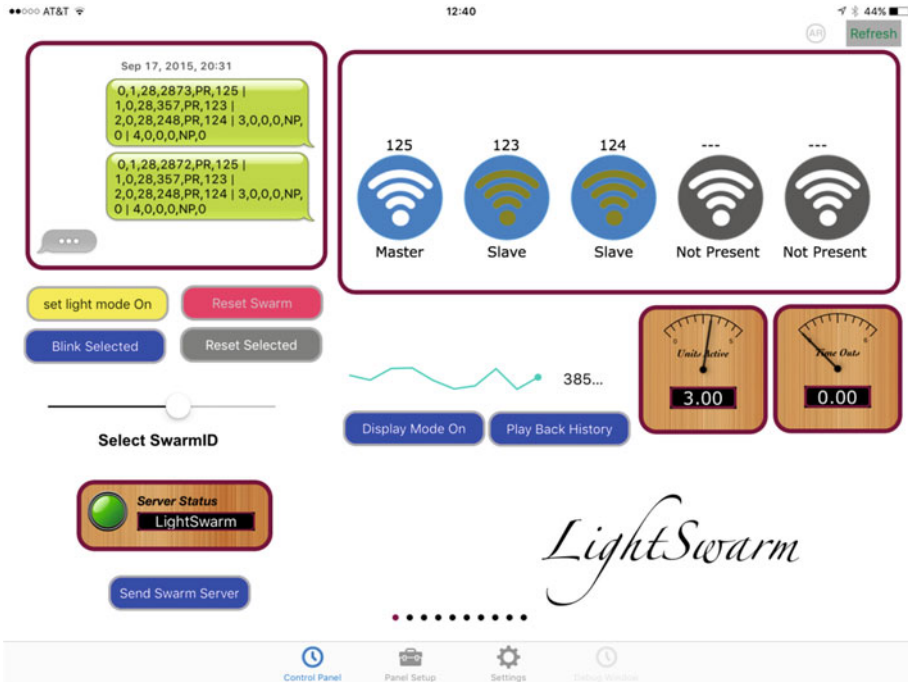 AT&T 12:40 44%
AR Refresh
Sep 17, 2015, 20:31
0,1,28,2873,PR,125 |
1,0,28,357,PR,123 |
2,0,28,248,PR,124 | 3,0,0,0,NP,
0 | 4,0,0,0,NP,0
0,1,28,2872,PR,125 |
1,0,28,357,PR,123 |
2,0,28,248,PR,124 | 3,0,0,0,NP,
0 | 4,0,0,0,NP,0
125 123 124 --- ---
Master Slave Slave Not Present Not Present
set light mode On Reset Swarm
Blink Selected Reset Selected
Select SwarmID
385...
Display Mode On Play Back History
Units Active
3.00
Time Outs
0.00
Server Status
LightSwarm
Send Swarm Server
LightSwarm
Control Panel Panel Setup Settings Debug Window